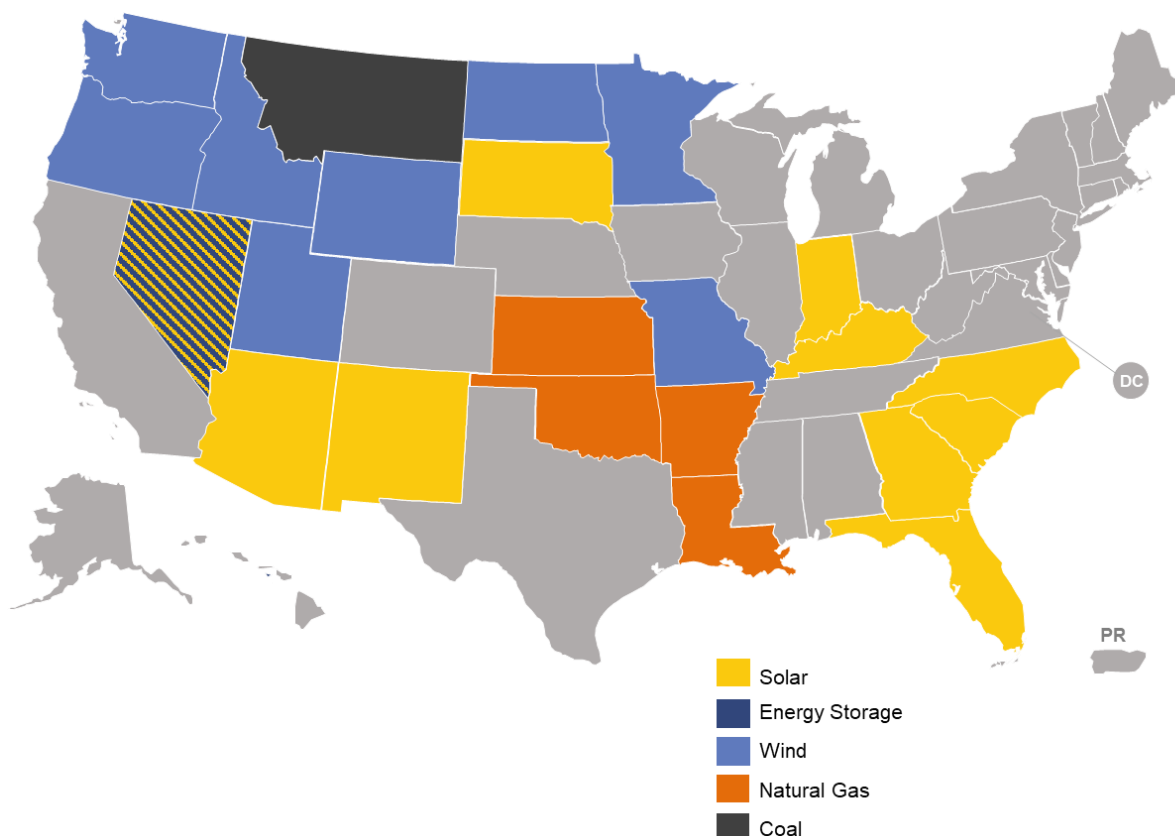 DC
PR
Solar
Energy Storage
Wind
Natural Gas
Coal